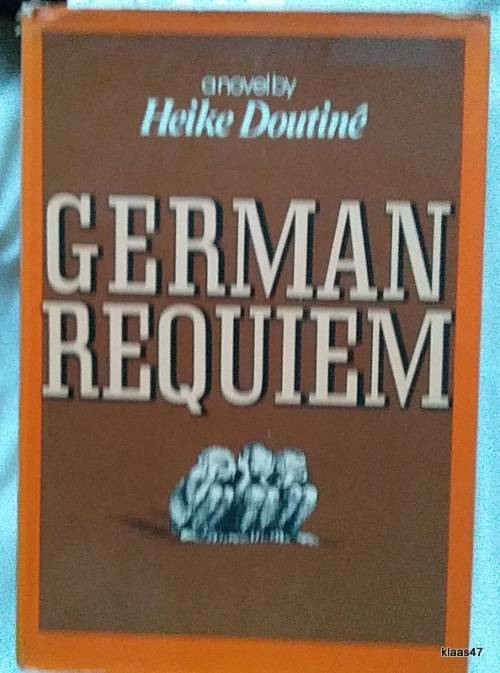 a novel by
Heike Doutiné
GERMAN
REQUIEM
klaas47